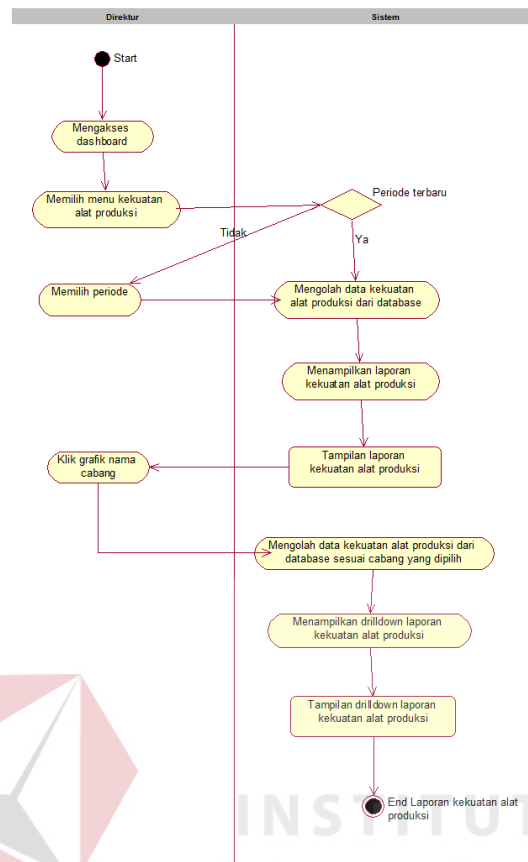 Direktur
Sistem
Start
Mengakses
dashboard
Memilih menu kekuatan
alat produksi
Periode terbaru
Tidak
Ya
Memilih periode
Mengolah data kekuatan
alat produksi dari database
Menampilkan laporan
kekuatan alat produksi
Tampilan laporan
kekuatan alat produksi
Klik grafik nama
cabang
Mengolah data kekuatan alat produksi dari
database sesuai cabang yang dipilih
Menampilkan drilldown laporan
kekuatan alat produksi
Tampilan drilldown laporan
kekuatan alat produksi
End Laporan kekuatan alat
produksi
INSTITUT